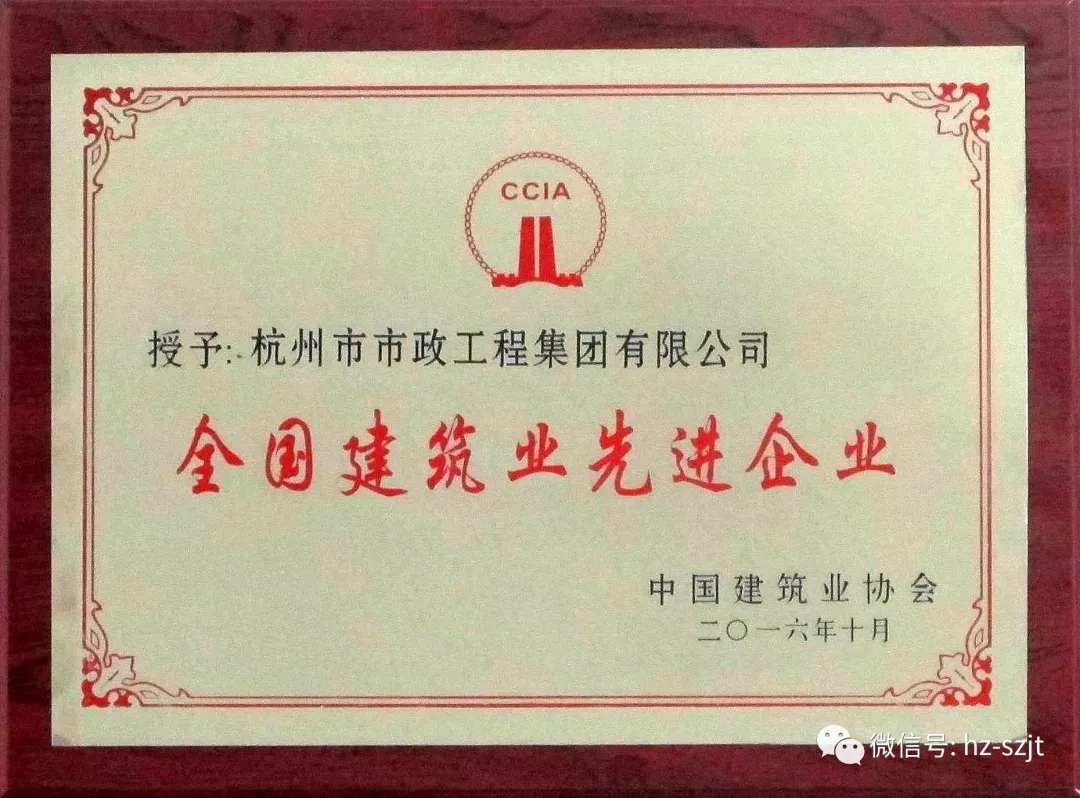 CCIA
授予:杭州市市政工程集团有限公司
全国建筑业先进企业
中国建筑业协会
二〇一六年十月
微信号: hz-szjt